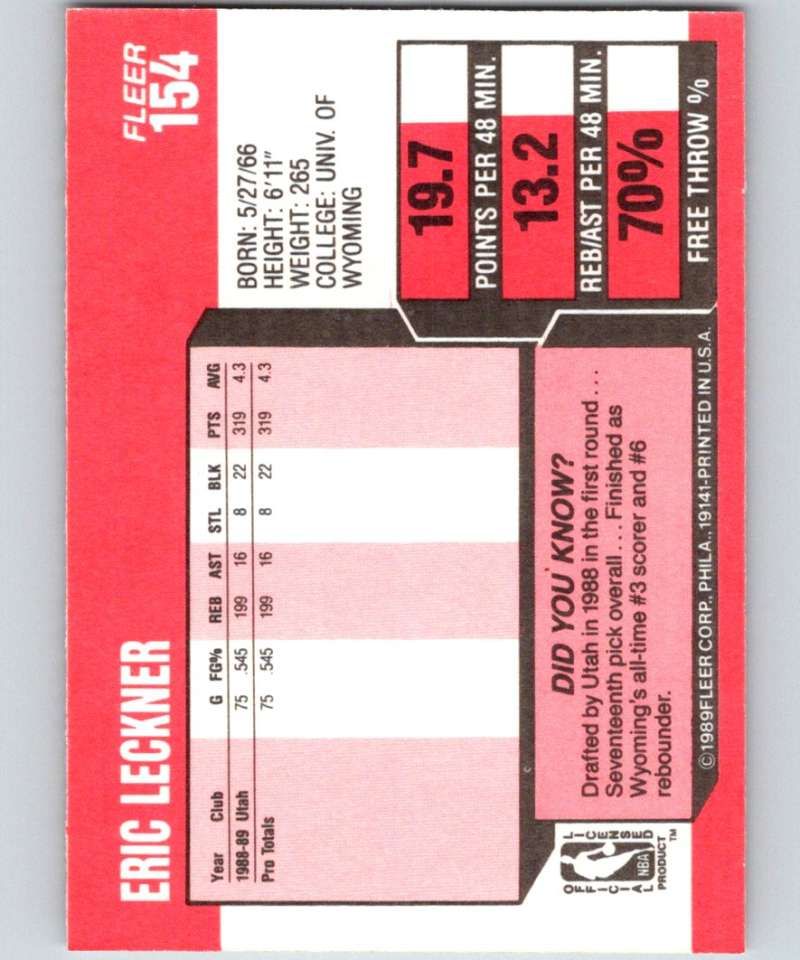 ERIC LECKNER
FLEER
154
BORN: 5/27/66
HEIGHT: 6'11"
WEIGHT: 265
COLLEGE: UNIV. OF
WYOMING
Year Club G FG% REB AST STL BLK PTS AVG
1988-89 Utah 75 .545 199 16 8 22 319 4.3
Pro Totals 75 .545 199 16 8 22 319 4.3
19.7
POINTS PER 48 MIN.
13.2
REB/AST PER 48 MIN.
70%
FREE THROW %
DID YOU KNOW?
Drafted by Utah in 1988 in the first round . . .
Seventeenth pick overall . . . Finished as
Wyoming's all-time #3 scorer and #6
rebounder.
OFFICIAL LICENSED
NBA
PRODUCT™
©1989 FLEER CORP., PHILA., 19141-PRINTED IN U.S.A.